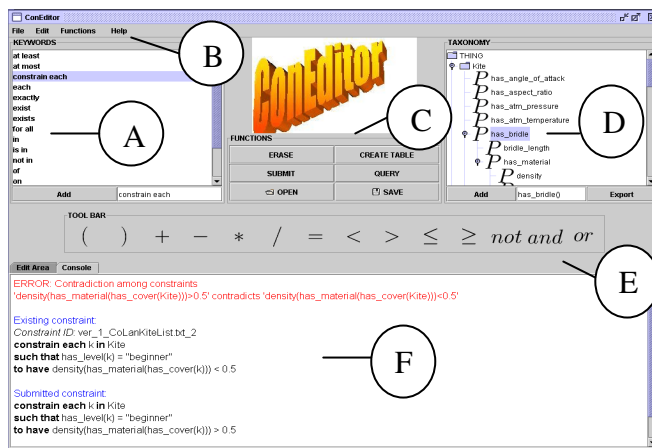 ConEditor
File Edit Functions Help
B
KEYWORDS
at least
at most
constrain each
each
exactly
exist
exists
for all
in
is in
not in
of
on
A
Add constrain each
ConEditor
C
FUNCTIONS
ERASE CREATE TABLE
SUBMIT QUERY
OPEN SAVE
TAXONOMY
THING
Kite
P has_angle_of_attack
P has_aspect_ratio
P has_atm_pressure
P has_atm_temperature
P has_bridle
P bridle_length
P has_material
P density
D
Add has_bridle() Export
TOOL BAR
( ) + − * / = < > ≤ ≥ not and or
E
Edit Area Console
ERROR: Contradiction among constraints
'density(has_material(has_cover(Kite)))>0.5' contradicts 'density(has_material(has_cover(Kite)))<0.5'
Existing constraint:
Constraint ID: ver_1_CoLanKiteList.txt_2
constrain each k in Kite
such that has_level(k) = "beginner"
to have density(has_material(has_cover(k))) < 0.5
F
Submitted constraint:
constrain each k in Kite
such that has_level(k) = "beginner"
to have density(has_material(has_cover(k))) > 0.5